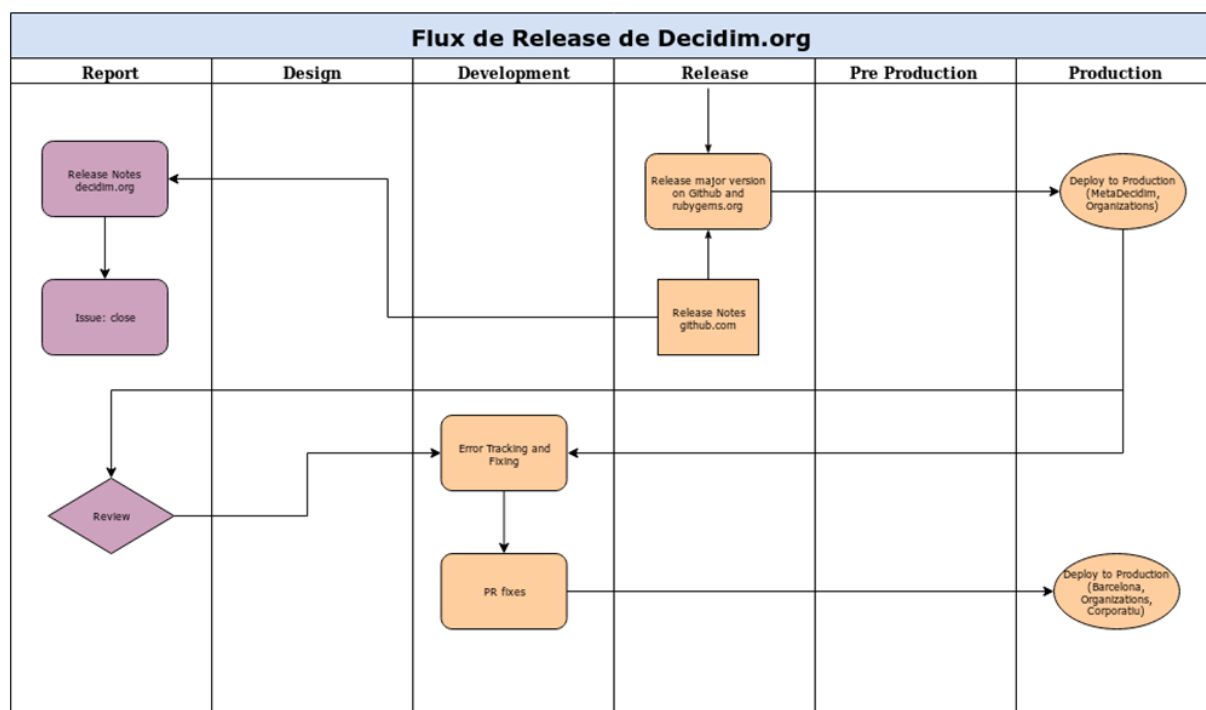 Flux de Release de Decidim.org
Report
Design
Development
Release
Pre Production
Production
Release Notes
decidim.org
Release major version
on Github and
rubygems.org
Deploy to Production
(MetaDecidim,
Organizations)
Issue: close
Release Notes
github.com
Error Tracking and
Fixing
Review
PR fixes
Deploy to Production
(Barcelona,
Organizations,
Corporatiu)